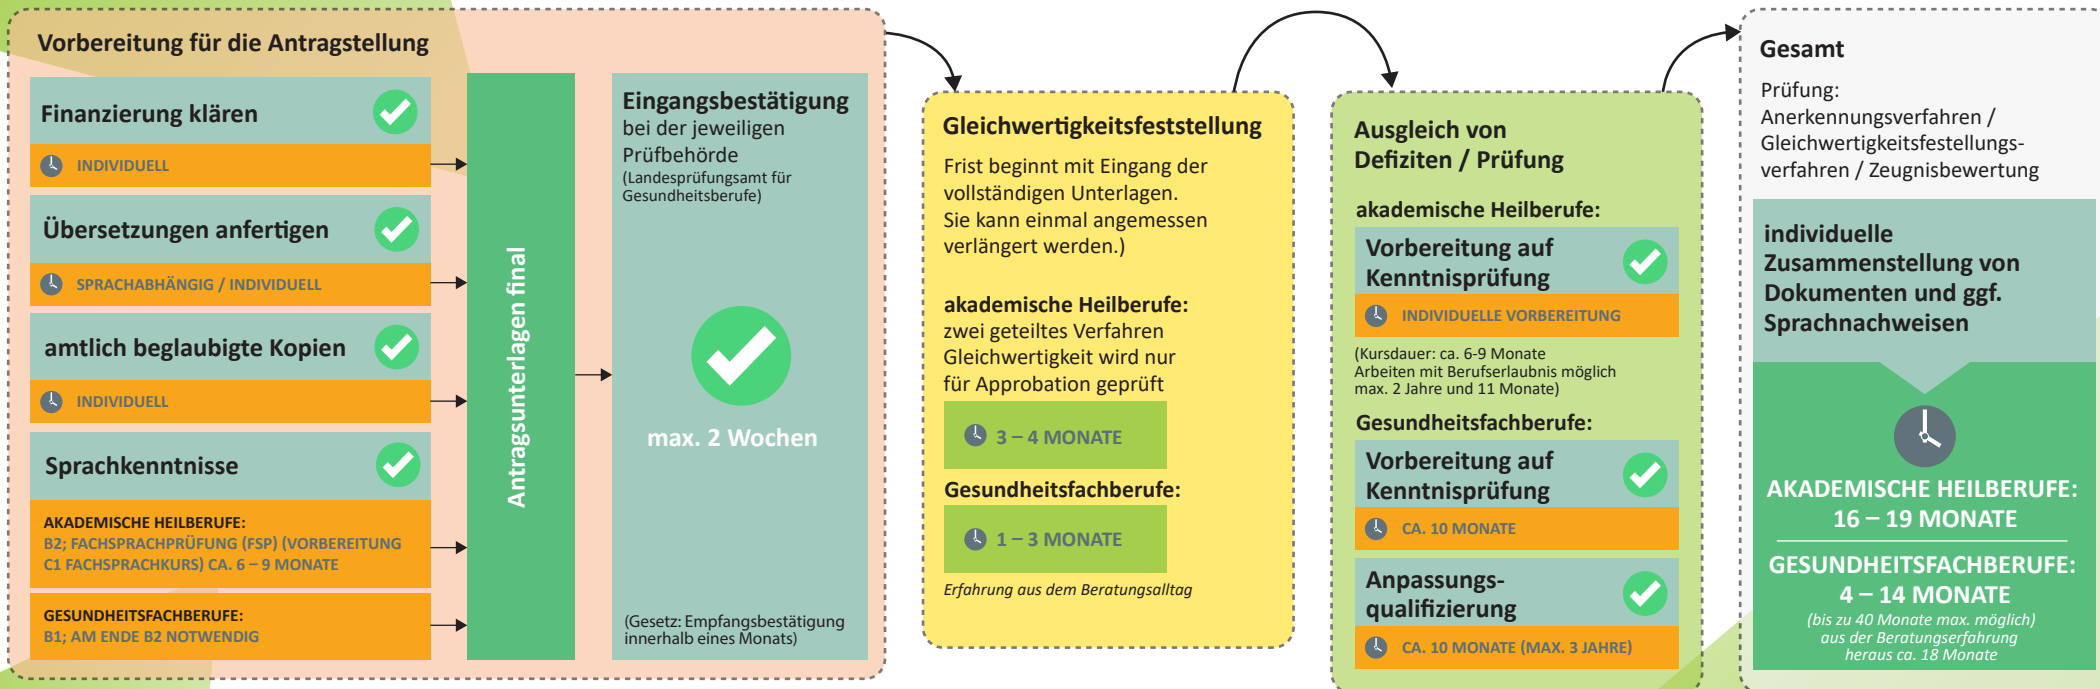 Vorbereitung für die Antragstellung
Finanzierung klären
INDIVIDUELL
Übersetzungen anfertigen
SPRACHABHÄNGIG / INDIVIDUELL
amtlich beglaubigte Kopien
INDIVIDUELL
Sprachkenntnisse
AKADEMISCHE HEILBERUFE:
B2; FACHSPRACHPRÜFUNG (FSP) (VORBEREITUNG
C1 FACHSPRACHKURS) CA. 6 – 9 MONATE
GESUNDHEITSFACHBERUFE:
B1; AM ENDE B2 NOTWENDIG
Antragsunterlagen final
Eingangsbestätigung
bei der jeweiligen
Prüfbehörde
(Landesprüfungsamt für
Gesundheitsberufe)
max. 2 Wochen
(Gesetz: Empfangsbestätigung
innerhalb eines Monats)
Gleichwertigkeitsfeststellung
Frist beginnt mit Eingang der
vollständigen Unterlagen.
Sie kann einmal angemessen
verlängert werden.)
akademische Heilberufe:
zwei geteiltes Verfahren
Gleichwertigkeit wird nur
für Approbation geprüft
3 – 4 MONATE
Gesundheitsfachberufe:
1 – 3 MONATE
Erfahrung aus dem Beratungsalltag
Ausgleich von
Defiziten / Prüfung
akademische Heilberufe:
Vorbereitung auf
Kenntnisprüfung
INDIVIDUELLE VORBEREITUNG
(Kursdauer: ca. 6-9 Monate
Arbeiten mit Berufserlaubnis möglich
max. 2 Jahre und 11 Monate)
Gesundheitsfachberufe:
Vorbereitung auf
Kenntnisprüfung
CA. 10 MONATE
Anpassungs-
qualifizierung
CA. 10 MONATE (MAX. 3 JAHRE)
Gesamt
Prüfung:
Anerkennungsverfahren /
Gleichwertigkeitsfestellungs-
verfahren / Zeugnisbewertung
individuelle
Zusammenstellung von
Dokumenten und ggf.
Sprachnachweisen
AKADEMISCHE HEILBERUFE:
16 – 19 MONATE
GESUNDHEITSFACHBERUFE:
4 – 14 MONATE
(bis zu 40 Monate max. möglich)
aus der Beratungserfahrung
heraus ca. 18 Monate